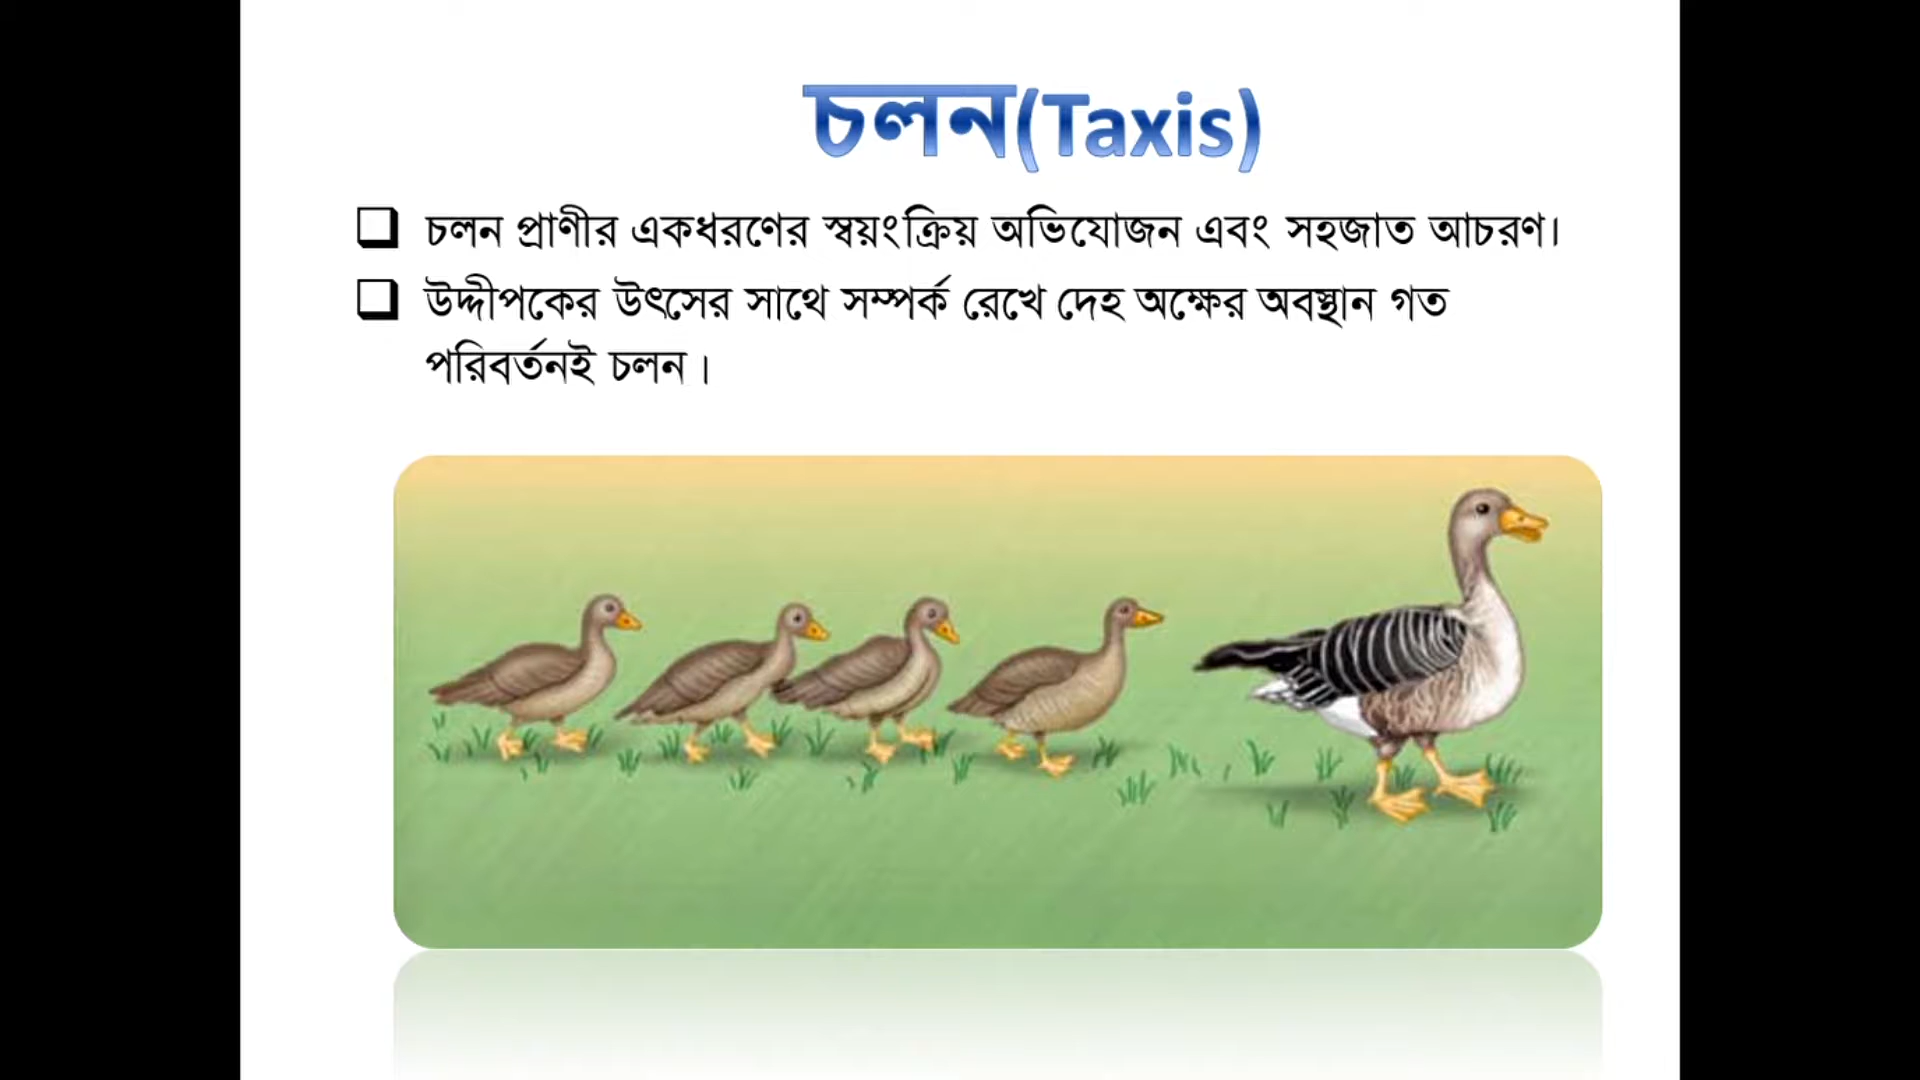 চলন(Taxis)
❑ চলন প্রাণীর একধরণের স্বয়ংক্রিয় অভিযোজন এবং সহজাত আচরণ।
❑ উদ্দীপকের উৎসের সাথে সম্পর্ক রেখে দেহ অক্ষের অবস্থান গত
পরিবর্তনই চলন।